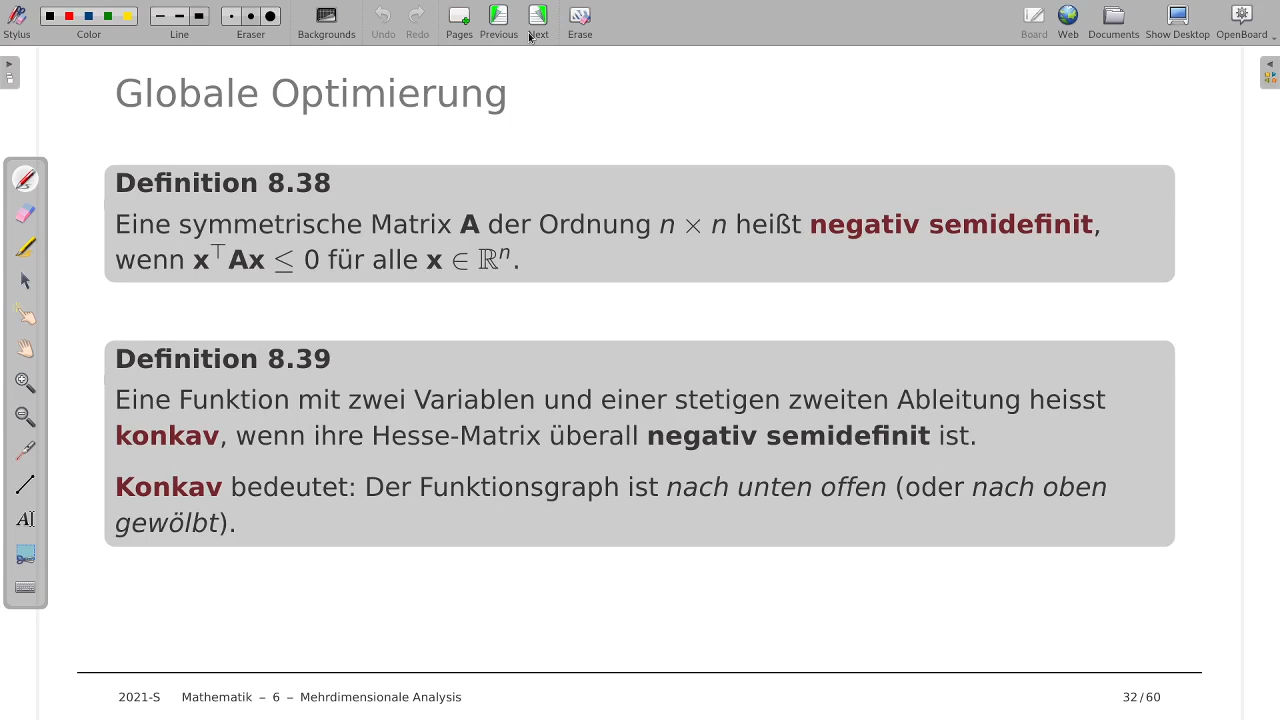 Stylus Color Line Eraser Backgrounds Undo Redo Pages Previous Next Erase Board Web Documents Show Desktop OpenBoard
Globale Optimierung
Definition 8.38
Eine symmetrische Matrix A der Ordnung n × n heißt negativ semidefinit,
wenn x⊤Ax ≤ 0 für alle x ∈ ℝⁿ.
Definition 8.39
Eine Funktion mit zwei Variablen und einer stetigen zweiten Ableitung heisst
konkav, wenn ihre Hesse-Matrix überall negativ semidefinit ist.
Konkav bedeutet: Der Funktionsgraph ist nach unten offen (oder nach oben
gewölbt).
2021-S Mathematik – 6 – Mehrdimensionale Analysis 32/60